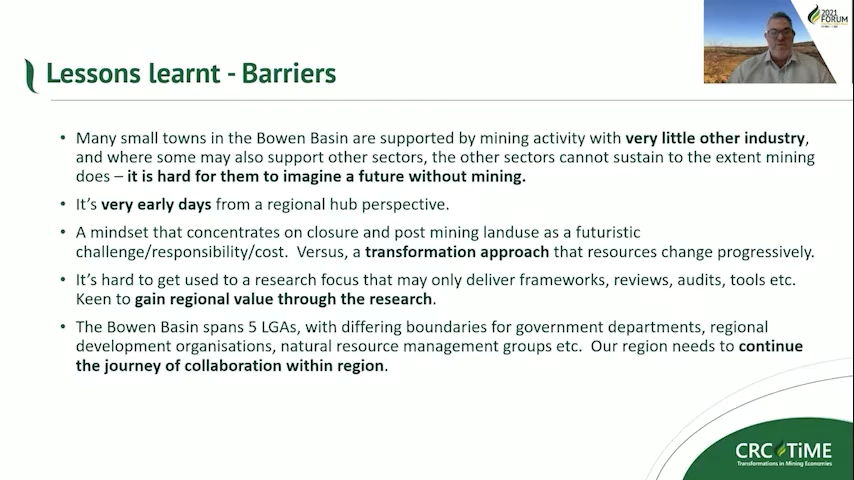 2021
FORUM
Lessons learnt - Barriers
• Many small towns in the Bowen Basin are supported by mining activity with very little other industry,
and where some may also support other sectors, the other sectors cannot sustain to the extent mining
does – it is hard for them to imagine a future without mining.
• It's very early days from a regional hub perspective.
• A mindset that concentrates on closure and post mining landuse as a futuristic
challenge/responsibility/cost.  Versus, a transformation approach that resources change progressively.
• It's hard to get used to a research focus that may only deliver frameworks, reviews, audits, tools etc.
Keen to gain regional value through the research.
• The Bowen Basin spans 5 LGAs, with differing boundaries for government departments, regional
development organisations, natural resource management groups etc.  Our region needs to continue
the journey of collaboration within region.
CRC TiME
Transformations in Mining Economies